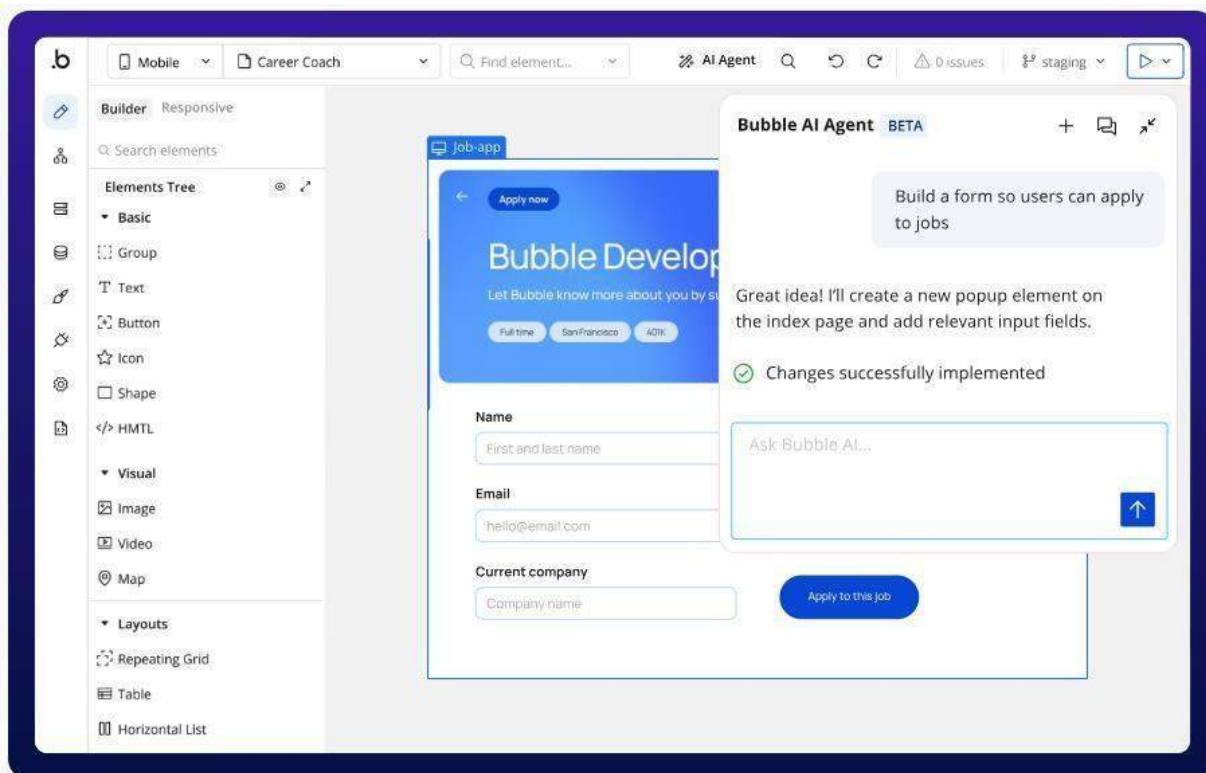 .b
Mobile
Career Coach
Find element...
AI Agent
0 issues
staging
Builder Responsive
Search elements
Elements Tree
Basic
Group
Text
Button
Icon
Shape
</> HMTL
Visual
Image
Video
Map
Layouts
Repeating Grid
Table
Horizontal List
Job-app
Apply now
Bubble Develop
Let Bubble know more about you by su
Full time
San Francisco
401K
Name
First and last name
Email
hello@email.com
Current company
Company name
Apply to this job
Bubble AI Agent BETA
Build a form so users can apply
to jobs
Great idea! I'll create a new popup element on
the index page and add relevant input fields.
Changes successfully implemented
Ask Bubble AI...